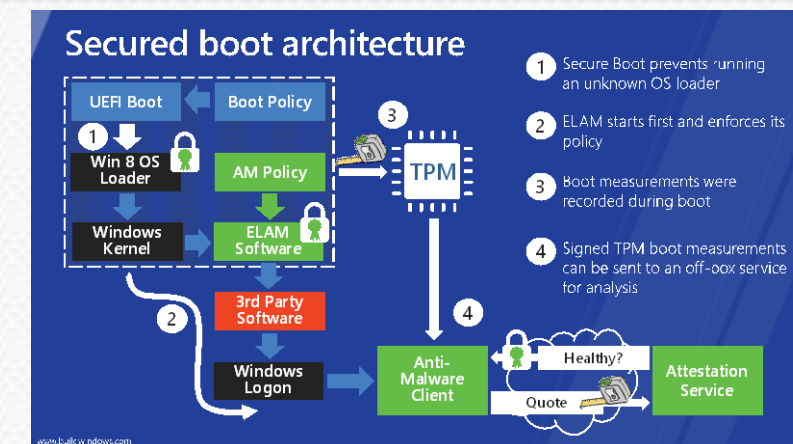 Secured boot architecture
UEFI Boot
Boot Policy
1
Win 8 OS
Loader
AM Policy
3
TPM
Windows
Kernel
ELAM
Software
2
3rd Party
Software
4
Windows
Logon
Anti-
Malware
Client
Healthy?
Quote
Attestation
Service
1
Secure Boot prevents running
an unknown OS loader
2
ELAM starts first and enforces its
policy
3
Boot measurements were
recorded during boot
4
Signed TPM boot measurements
can be sent to an off-oox service
for analysis